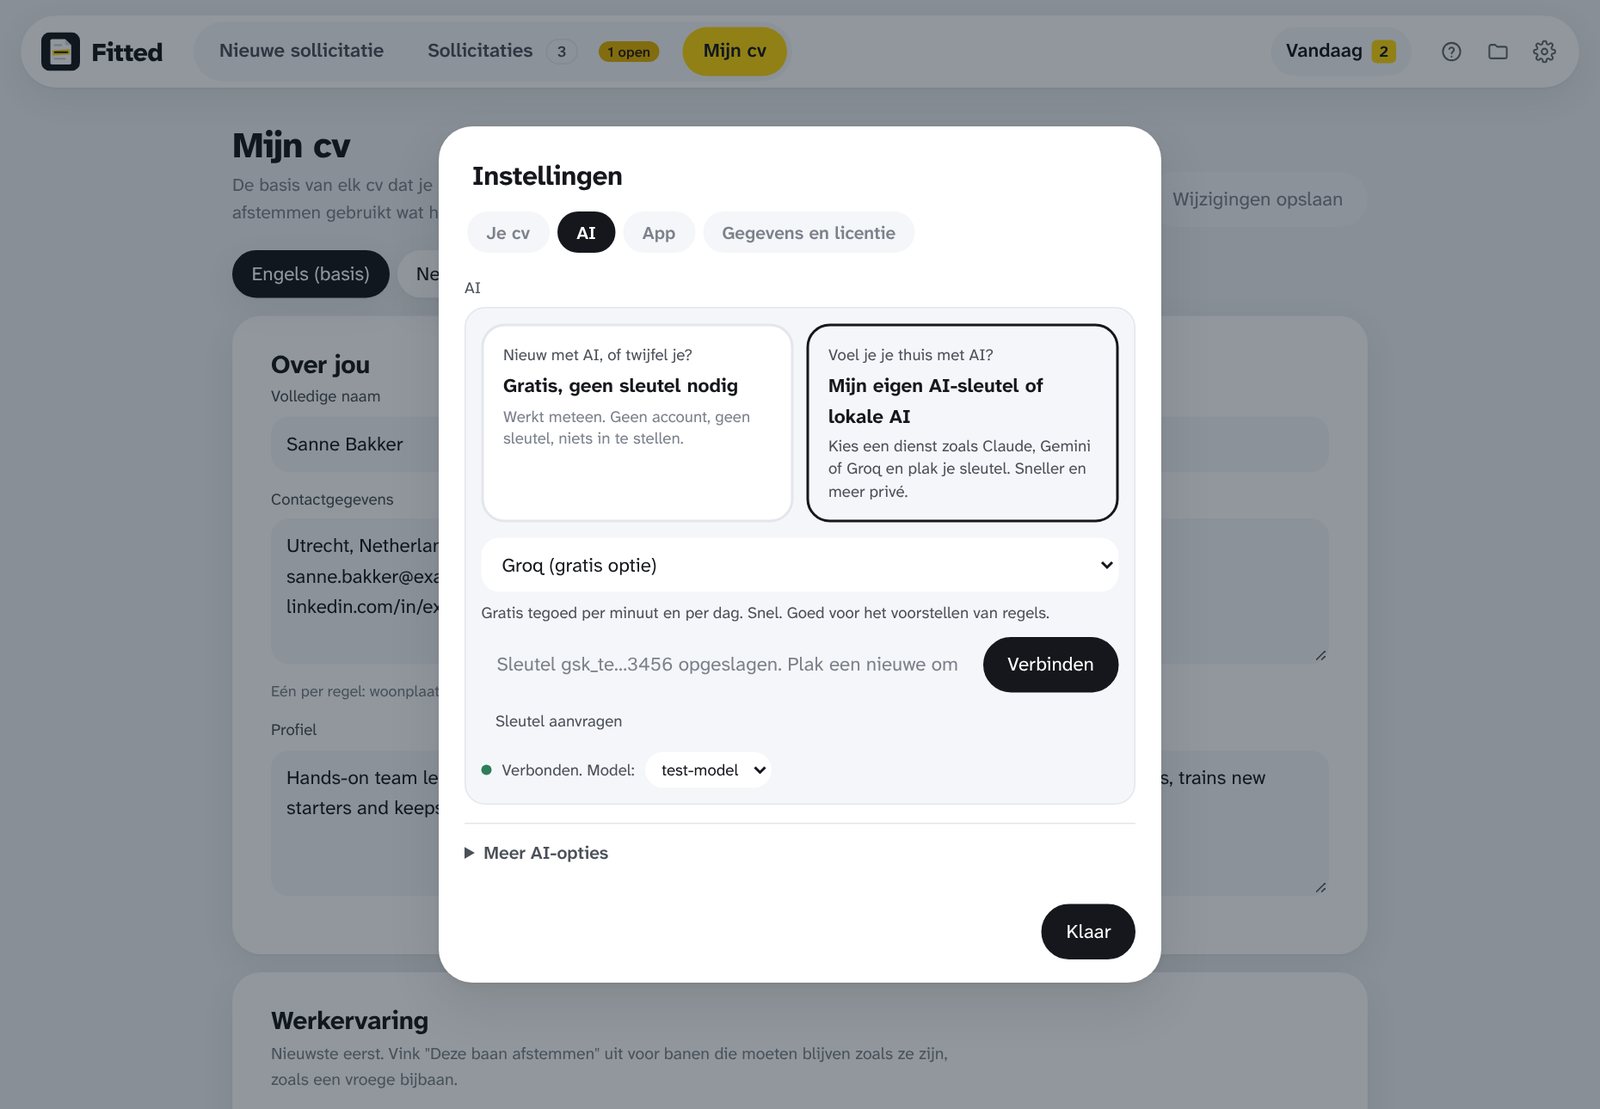 Fitted
Nieuwe sollicitatie
Sollicitaties 3 1 open
Mijn cv
Vandaag 2
Mijn cv
De basis van elk cv dat je
afstemmen gebruikt wat h
Wijzigingen opslaan
Engels (basis)
Ne
Over jou
Volledige naam
Sanne Bakker
Contactgegevens
Utrecht, Netherlan
sanne.bakker@exa
linkedin.com/in/ex
Eén per regel: woonplaat
Profiel
Hands-on team le
s, trains new
starters and keeps
Werkervaring
Nieuwste eerst. Vink "Deze baan afstemmen" uit voor banen die moeten blijven zoals ze zijn,
zoals een vroege bijbaan.
Instellingen
Je cv
AI
App
Gegevens en licentie
AI
Nieuw met AI, of twijfel je?
Gratis, geen sleutel nodig
Werkt meteen. Geen account, geen
sleutel, niets in te stellen.
Voel je je thuis met AI?
Mijn eigen AI-sleutel of
lokale AI
Kies een dienst zoals Claude, Gemini
of Groq en plak je sleutel. Sneller en
meer privé.
Groq (gratis optie)
Gratis tegoed per minuut en per dag. Snel. Goed voor het voorstellen van regels.
Sleutel gsk_te...3456 opgeslagen. Plak een nieuwe om
Verbinden
Sleutel aanvragen
Verbonden. Model: test-model
Meer AI-opties
Klaar